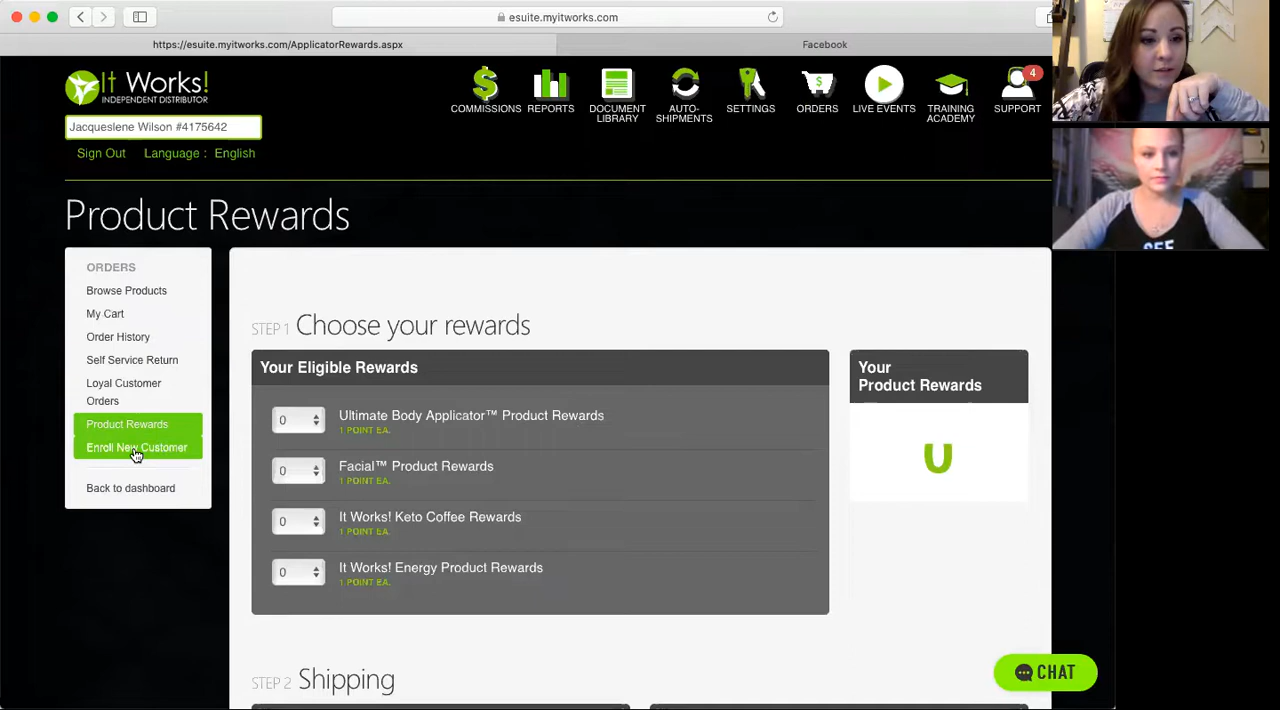 esuite.myitworks.com
https://esuite.myitworks.com/ApplicatorRewards.aspx
Facebook
It Works!
INDEPENDENT DISTRIBUTOR
COMMISSIONS
REPORTS
DOCUMENT
LIBRARY
AUTO-
SHIPMENTS
SETTINGS
ORDERS
LIVE EVENTS
TRAINING
ACADEMY
4
SUPPORT
Jacqueslene Wilson #4175642
Sign Out
Language : English
SEE
Product Rewards
ORDERS
Browse Products
My Cart
Order History
Self Service Return
Loyal Customer
Orders
Product Rewards
Enroll New Customer
Back to dashboard
STEP 1 Choose your rewards
Your Eligible Rewards
0 Ultimate Body Applicator™ Product Rewards
1 POINT EA.
0 Facial™ Product Rewards
1 POINT EA.
0 It Works! Keto Coffee Rewards
1 POINT EA.
0 It Works! Energy Product Rewards
1 POINT EA.
Your
Product Rewards
STEP 2 Shipping
CHAT